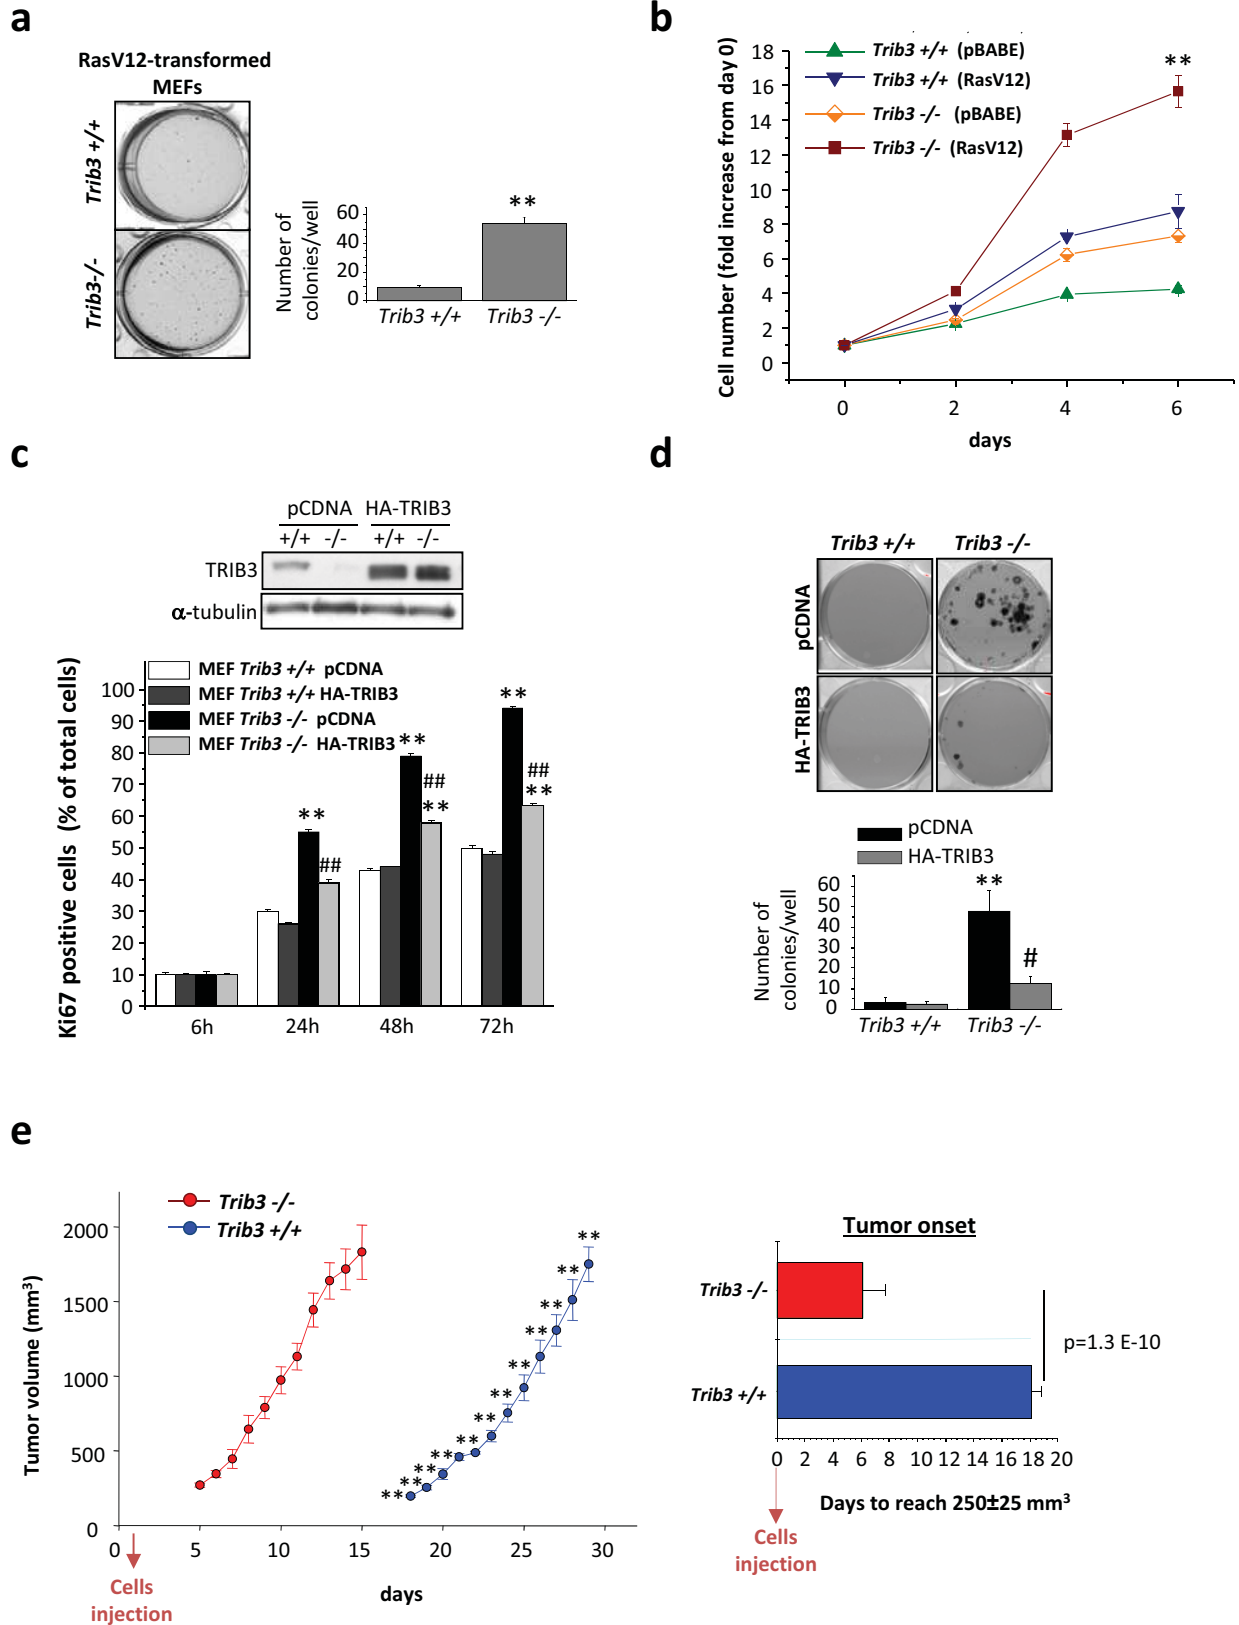 a
RasV12-transformed
MEFs
Trib3 +/+
Trib3-/-
Number of
colonies/well
60
40
20
0
**
Trib3 +/+ Trib3 -/-
b
Cell number (fold increase from day 0)
18
16
14
12
10
8
6
4
2
0
Trib3 +/+ (pBABE)
Trib3 +/+ (RasV12)
Trib3 -/- (pBABE)
Trib3 -/- (RasV12)
**
0 2 4 6
days
c
pCDNA HA-TRIB3
+/+ -/- +/+ -/-
TRIB3
α-tubulin
Ki67 positive cells (% of total cells)
MEF Trib3 +/+ pCDNA
MEF Trib3 +/+ HA-TRIB3
MEF Trib3 -/- pCDNA
MEF Trib3 -/- HA-TRIB3
100
90
80
70
60
50
40
30
20
10
0
** ##
** ## **
** ## **
6h 24h 48h 72h
d
Trib3 +/+ Trib3 -/-
pCDNA
HA-TRIB3
pCDNA
HA-TRIB3
Number of
colonies/well
60
50
40
30
20
10
0
**
#
Trib3 +/+ Trib3 -/-
e
Trib3 -/-
Trib3 +/+
Tumor volume (mm³)
2000
1500
1000
500
0
** ** ** ** ** ** ** ** ** ** ** **
0 5 10 15 20 25 30
days
Cells
injection
Tumor onset
Trib3 -/-
Trib3 +/+
p=1.3 E-10
0 2 4 6 8 10 12 14 16 18 20
Days to reach 250±25 mm³
Cells
injection